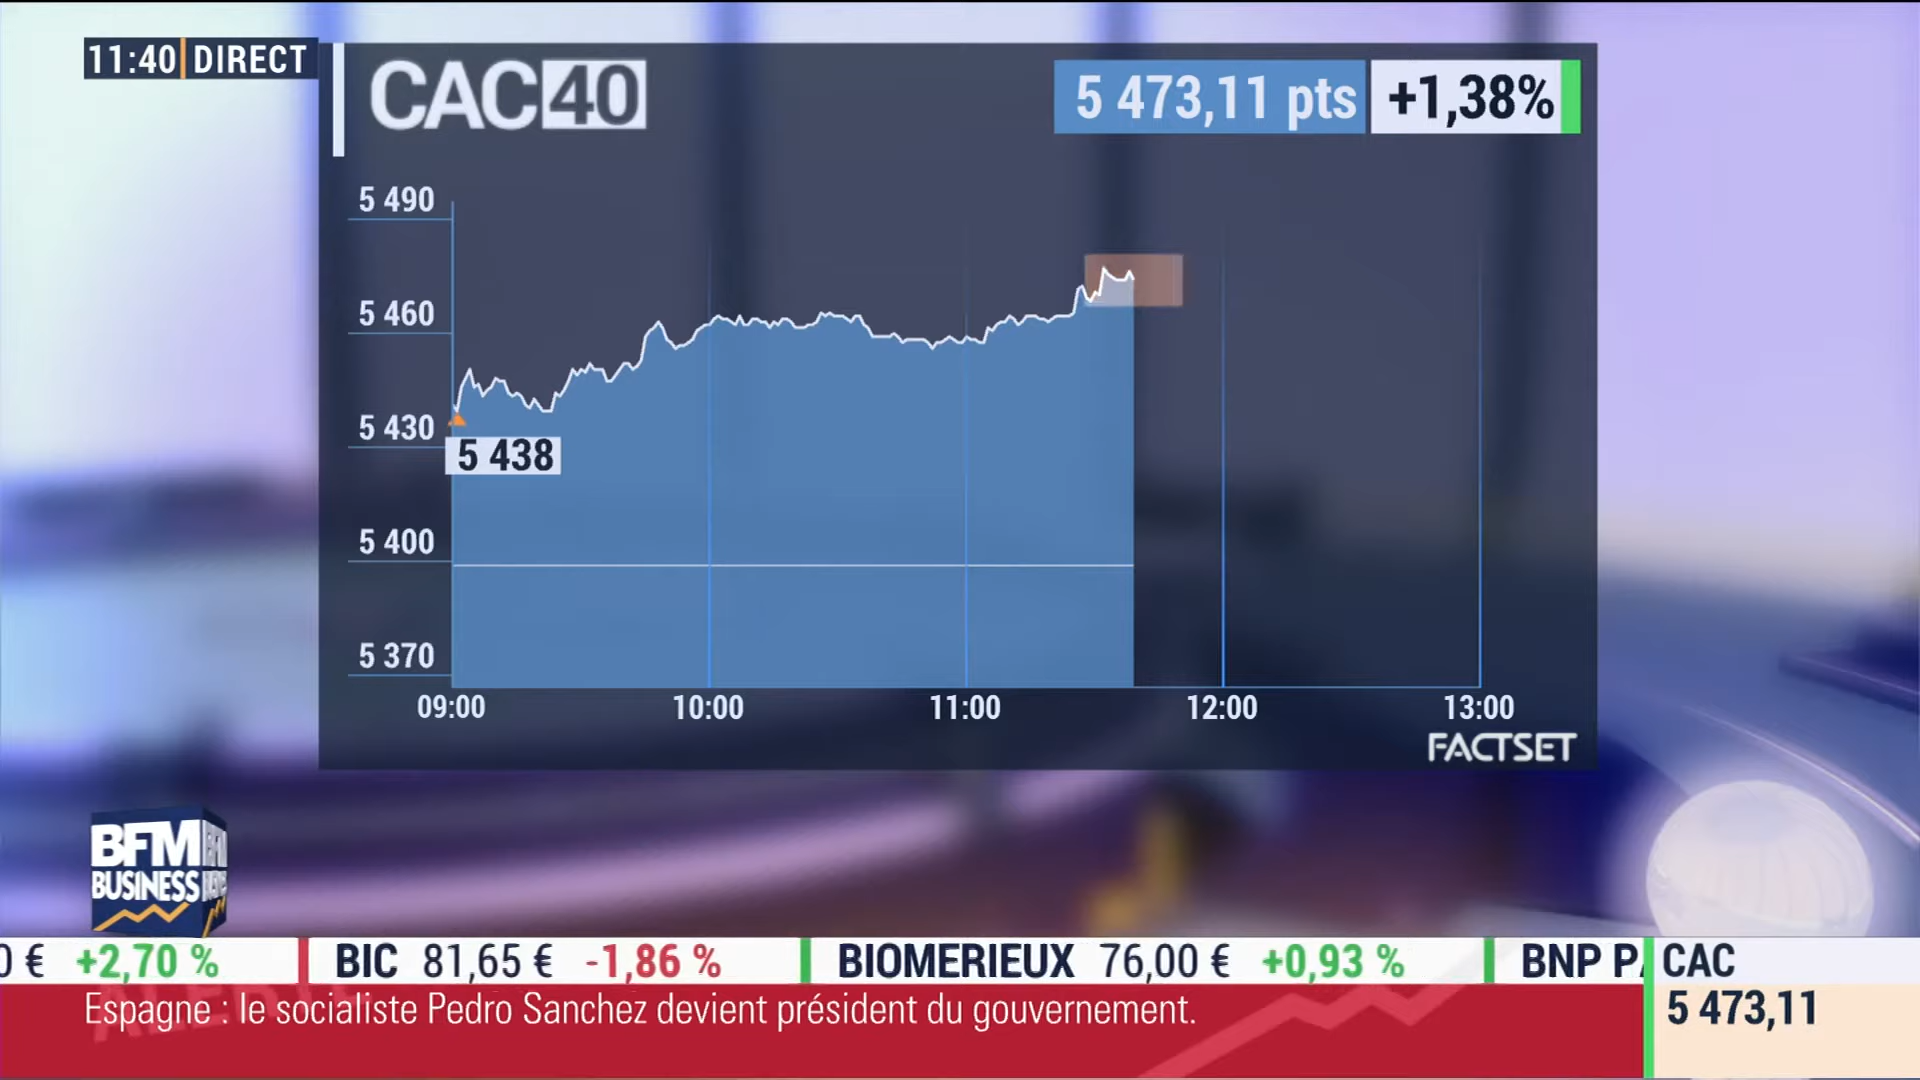 11:40 DIRECT
CAC40
5 473,11 pts +1,38%
5 490
5 460
5 430
5 438
5 400
5 370
09:00 10:00 11:00 12:00 13:00
FACTSET
BFM
BUSINESS
0 € +2,70 % BIC 81,65 € -1,86 % BIOMERIEUX 76,00 € +0,93 % BNP PA CAC
Espagne : le socialiste Pedro Sanchez devient président du gouvernement.
5 473,11